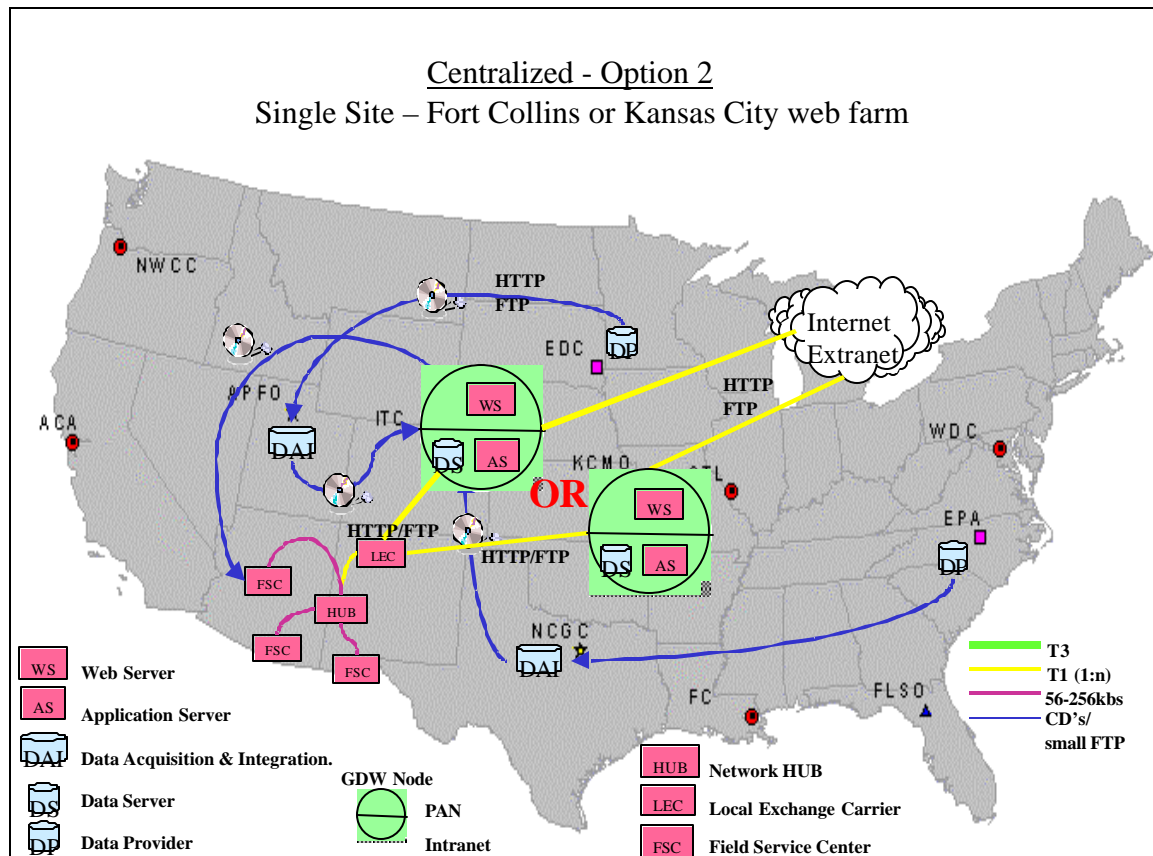 Centralized - Option 2
Single Site – Fort Collins or Kansas City web farm
NWCC
HTTP
FTP
Internet
Extranet
DP
EDC
HTTP
FTP
APFO
ITC
WS
ACA
DAI
DS
AS
KCMO
WDC
OR
STL
WS
EPA
HTTP/FTP
LEC
HTTP/FTP
DS
AS
DP
FSC
HUB
FSC
FSC
NCGC
DAI
FC
FLSO
T3
T1 (1:n)
56-256kbs
CD's/
small FTP
WS Web Server
AS Application Server
DAI Data Acquisition & Integration.
DS Data Server
DP Data Provider
GDW Node
PAN
Intranet
HUB Network HUB
LEC Local Exchange Carrier
FSC Field Service Center